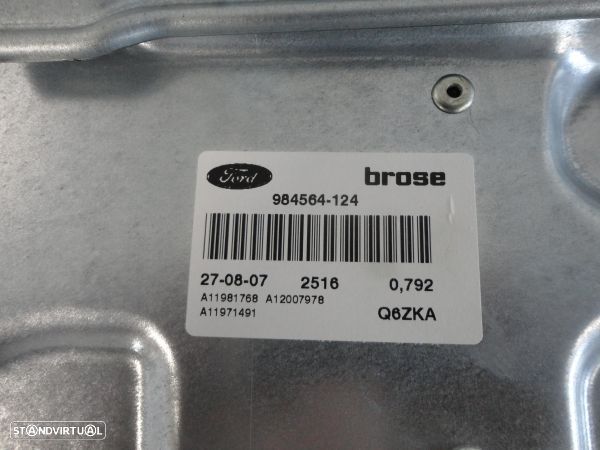 Ford brose
984564-124
27-08-07 2516 0,792
A11981768 A12007978
A11971491 Q6ZKA
STANDVIRTUAL